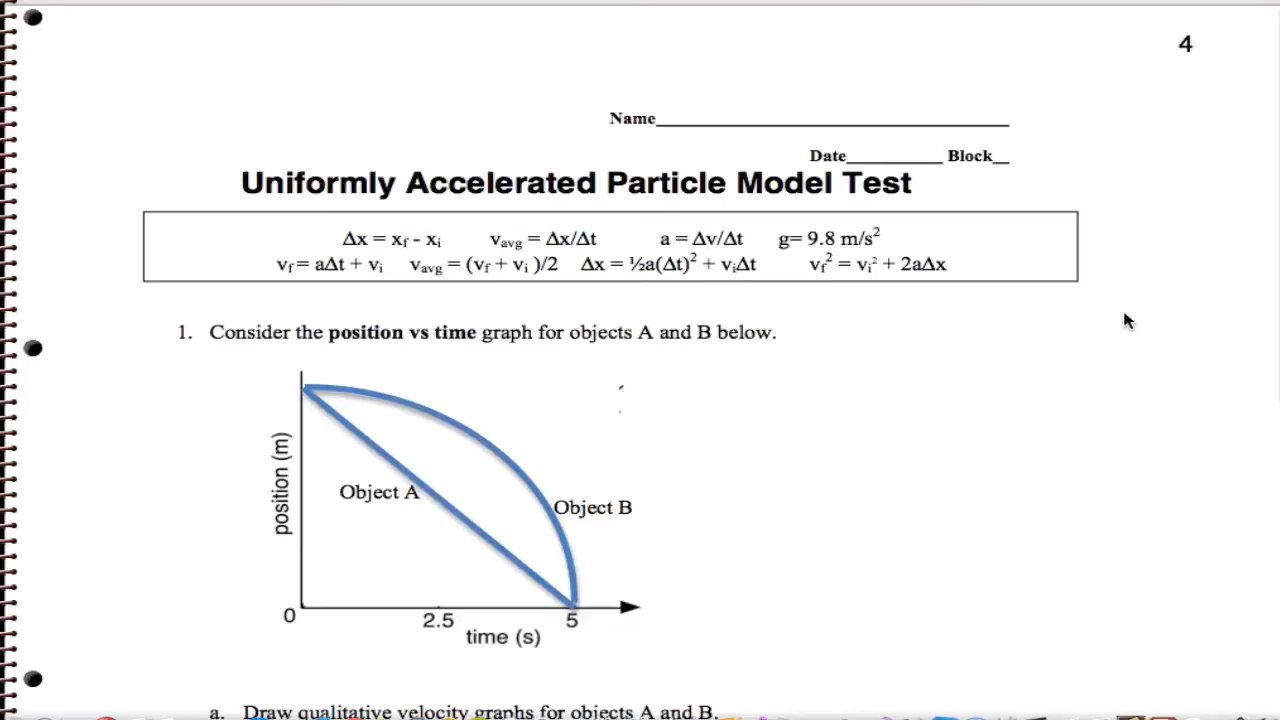 4
Name
Date Block
Uniformly Accelerated Particle Model Test
Δx = xf - xi vavg = Δx/Δt a = Δv/Δt g= 9.8 m/s²
vf = aΔt + vi vavg = (vf + vi )/2 Δx = ½a(Δt)² + viΔt vf² = vi² + 2aΔx
1. Consider the position vs time graph for objects A and B below.
position (m)
Object A
Object B
0 2.5 5
time (s)
a. Draw qualitative velocity graphs for objects A and B.